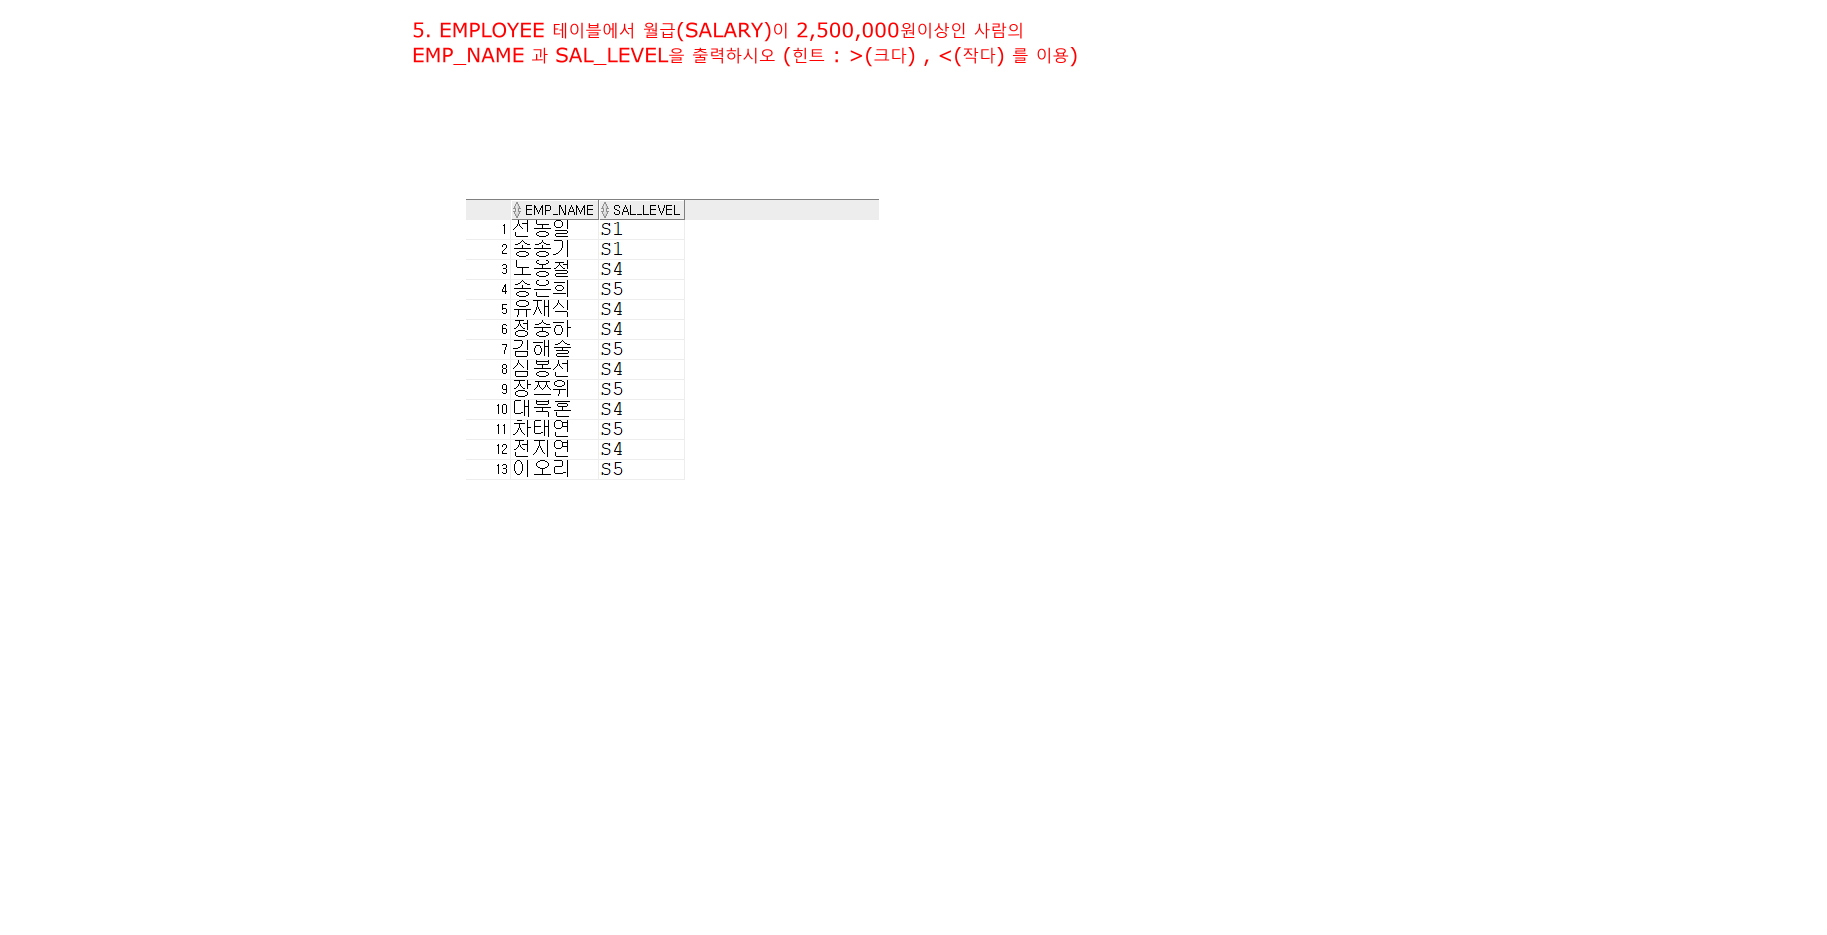 5. EMPLOYEE 테이블에서 월급(SALARY)이 2,500,000원이상인 사람의
EMP_NAME 과 SAL_LEVEL을 출력하시오 (힌트 : >(크다) , <(작다) 를 이용)
EMP_NAME SAL_LEVEL
1 선동일 S1
2 송송기 S1
3 노옹철 S4
4 송은희 S5
5 유재식 S4
6 정중하 S4
7 김해술 S5
8 심봉선 S4
9 장쯔위 S5
10 대북혼 S4
11 차태연 S5
12 전지연 S4
13 이오리 S5